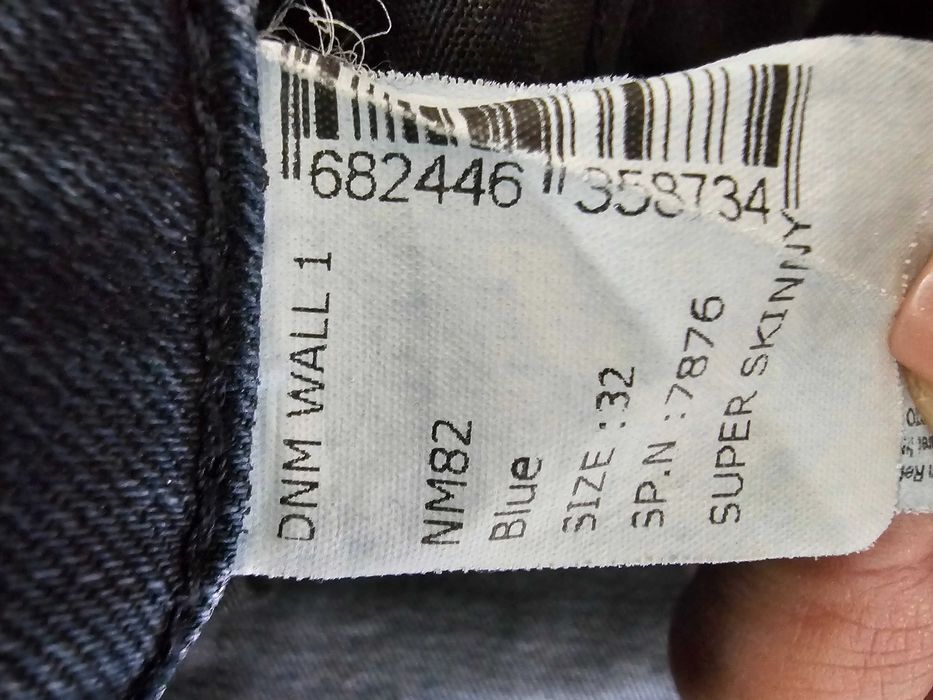 682446 358734
DNM WALL 1
NM82
Blue
SIZE :32
SP.N :7876
SUPER SKINNY